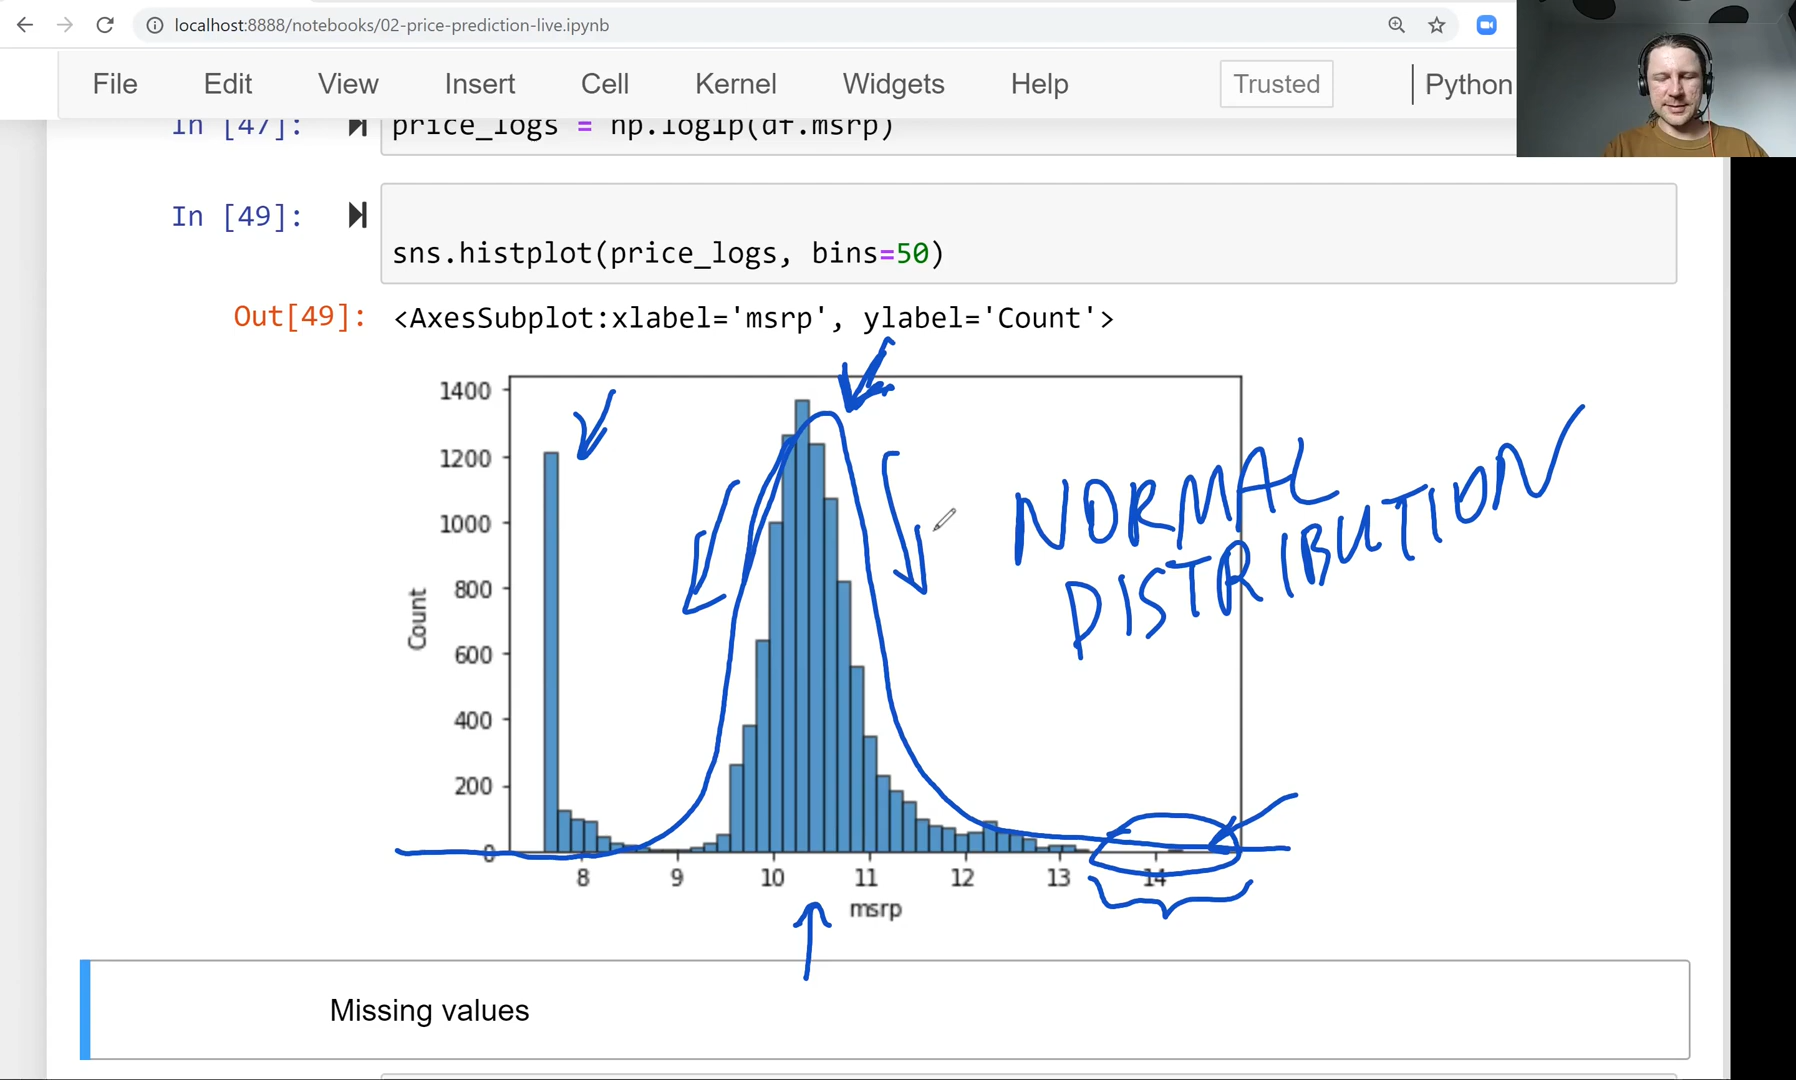 localhost:8888/notebooks/02-price-prediction-live.ipynb
File Edit View Insert Cell Kernel Widgets Help Trusted Python
In [47]: price_logs = np.log1p(df.msrp)
In [49]:
sns.histplot(price_logs, bins=50)
Out[49]: <AxesSubplot:xlabel='msrp', ylabel='Count'>
1400
1200
1000
800
600
400
200
0
Count
8 9 10 11 12 13 14
msrp
NORMAL
DISTRIBUTION
Missing values